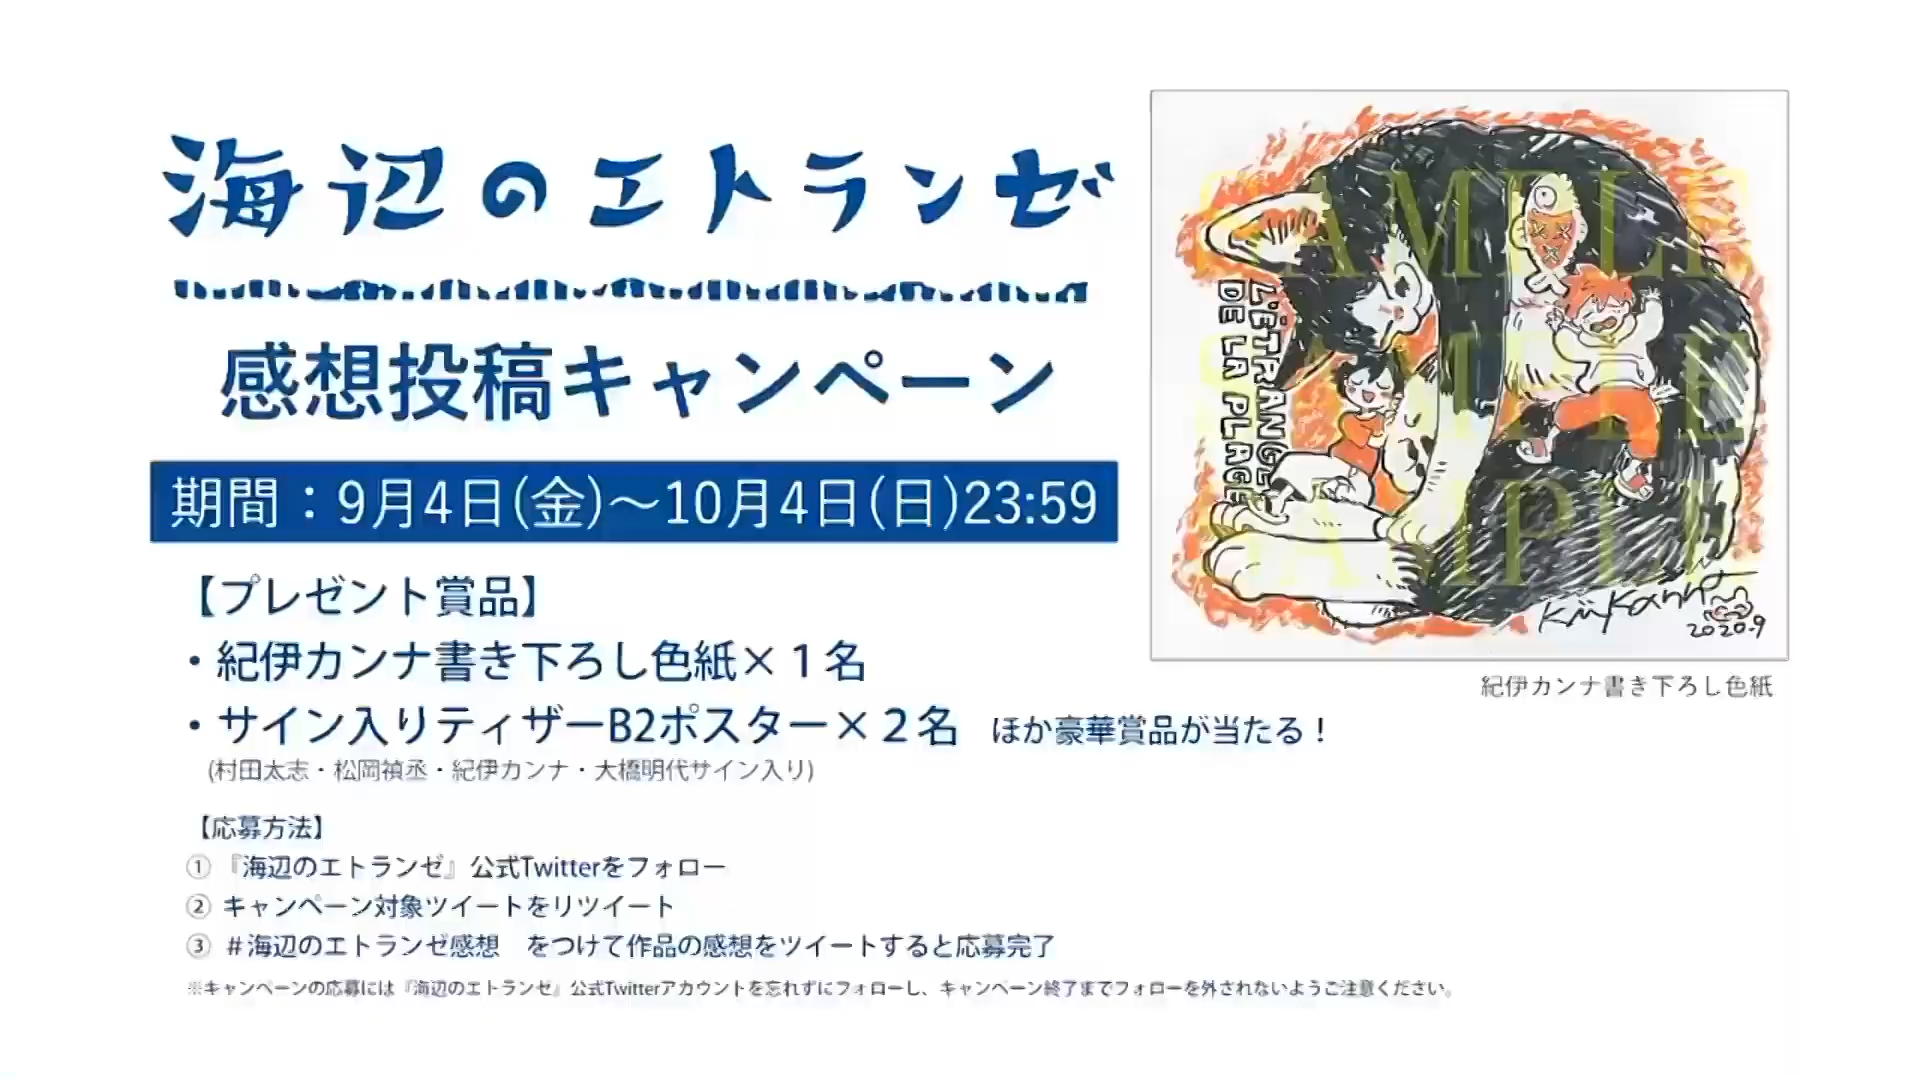 海辺のエトランゼ
感想投稿キャンペーン
期間：9月4日(金)～10月4日(日)23:59
【プレゼント賞品】
・紀伊カンナ書き下ろし色紙×１名
・サイン入りティザーB2ポスター×２名　ほか豪華賞品が当たる！
(村田太志・松岡禎丞・紀伊カンナ・大橋明代サイン入り)
【応募方法】
① 『海辺のエトランゼ』公式Twitterをフォロー
② キャンペーン対象ツイートをリツイート
③ ＃海辺のエトランゼ感想　をつけて作品の感想をツイートすると応募完了
※キャンペーンの応募には『海辺のエトランゼ』公式Twitterアカウントを忘れずにフォローし、キャンペーン終了までフォローを外されないようご注意ください。
L'ÉTRANGER
DE LA PLAGE
SAMPLE
SAMPLE
SAMPLE
Kii Kanna
2020.9
紀伊カンナ書き下ろし色紙